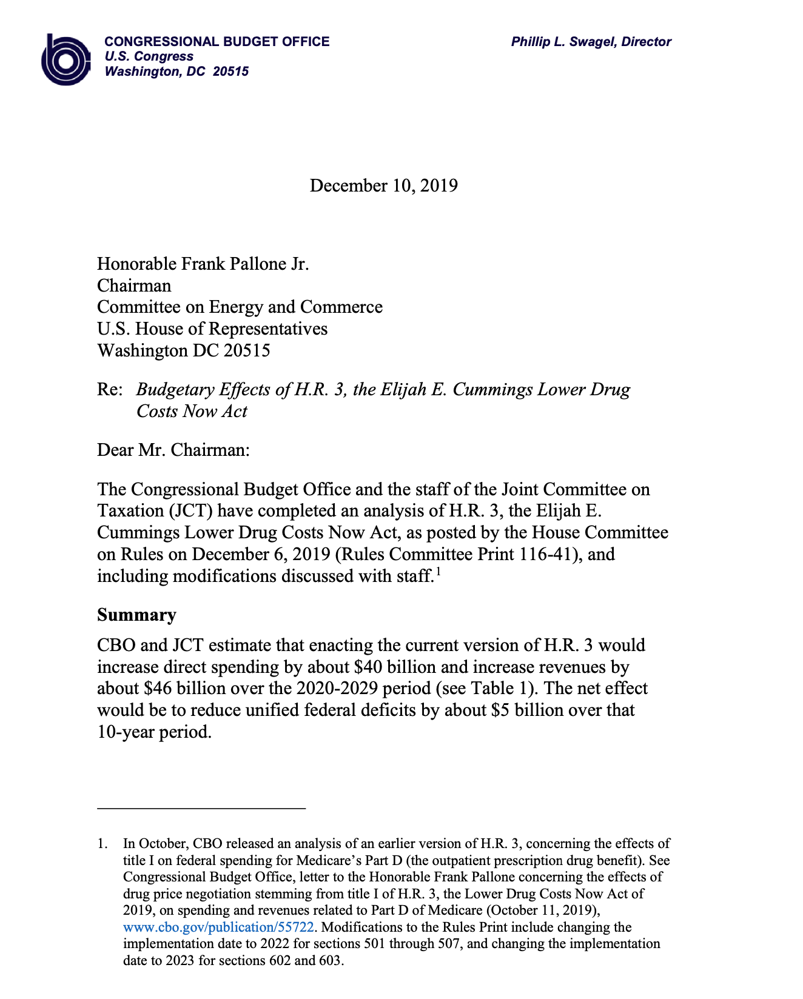 CONGRESSIONAL BUDGET OFFICE
U.S. Congress
Washington, DC 20515
Phillip L. Swagel, Director
December 10, 2019
Honorable Frank Pallone Jr.
Chairman
Committee on Energy and Commerce
U.S. House of Representatives
Washington DC 20515
Re: Budgetary Effects of H.R. 3, the Elijah E. Cummings Lower Drug
Costs Now Act
Dear Mr. Chairman:
The Congressional Budget Office and the staff of the Joint Committee on
Taxation (JCT) have completed an analysis of H.R. 3, the Elijah E.
Cummings Lower Drug Costs Now Act, as posted by the House Committee
on Rules on December 6, 2019 (Rules Committee Print 116-41), and
including modifications discussed with staff.1
Summary
CBO and JCT estimate that enacting the current version of H.R. 3 would
increase direct spending by about $40 billion and increase revenues by
about $46 billion over the 2020-2029 period (see Table 1). The net effect
would be to reduce unified federal deficits by about $5 billion over that
10-year period.
1. In October, CBO released an analysis of an earlier version of H.R. 3, concerning the effects of
title I on federal spending for Medicare’s Part D (the outpatient prescription drug benefit). See
Congressional Budget Office, letter to the Honorable Frank Pallone concerning the effects of
drug price negotiation stemming from title I of H.R. 3, the Lower Drug Costs Now Act of
2019, on spending and revenues related to Part D of Medicare (October 11, 2019),
www.cbo.gov/publication/55722. Modifications to the Rules Print include changing the
implementation date to 2022 for sections 501 through 507, and changing the implementation
date to 2023 for sections 602 and 603.